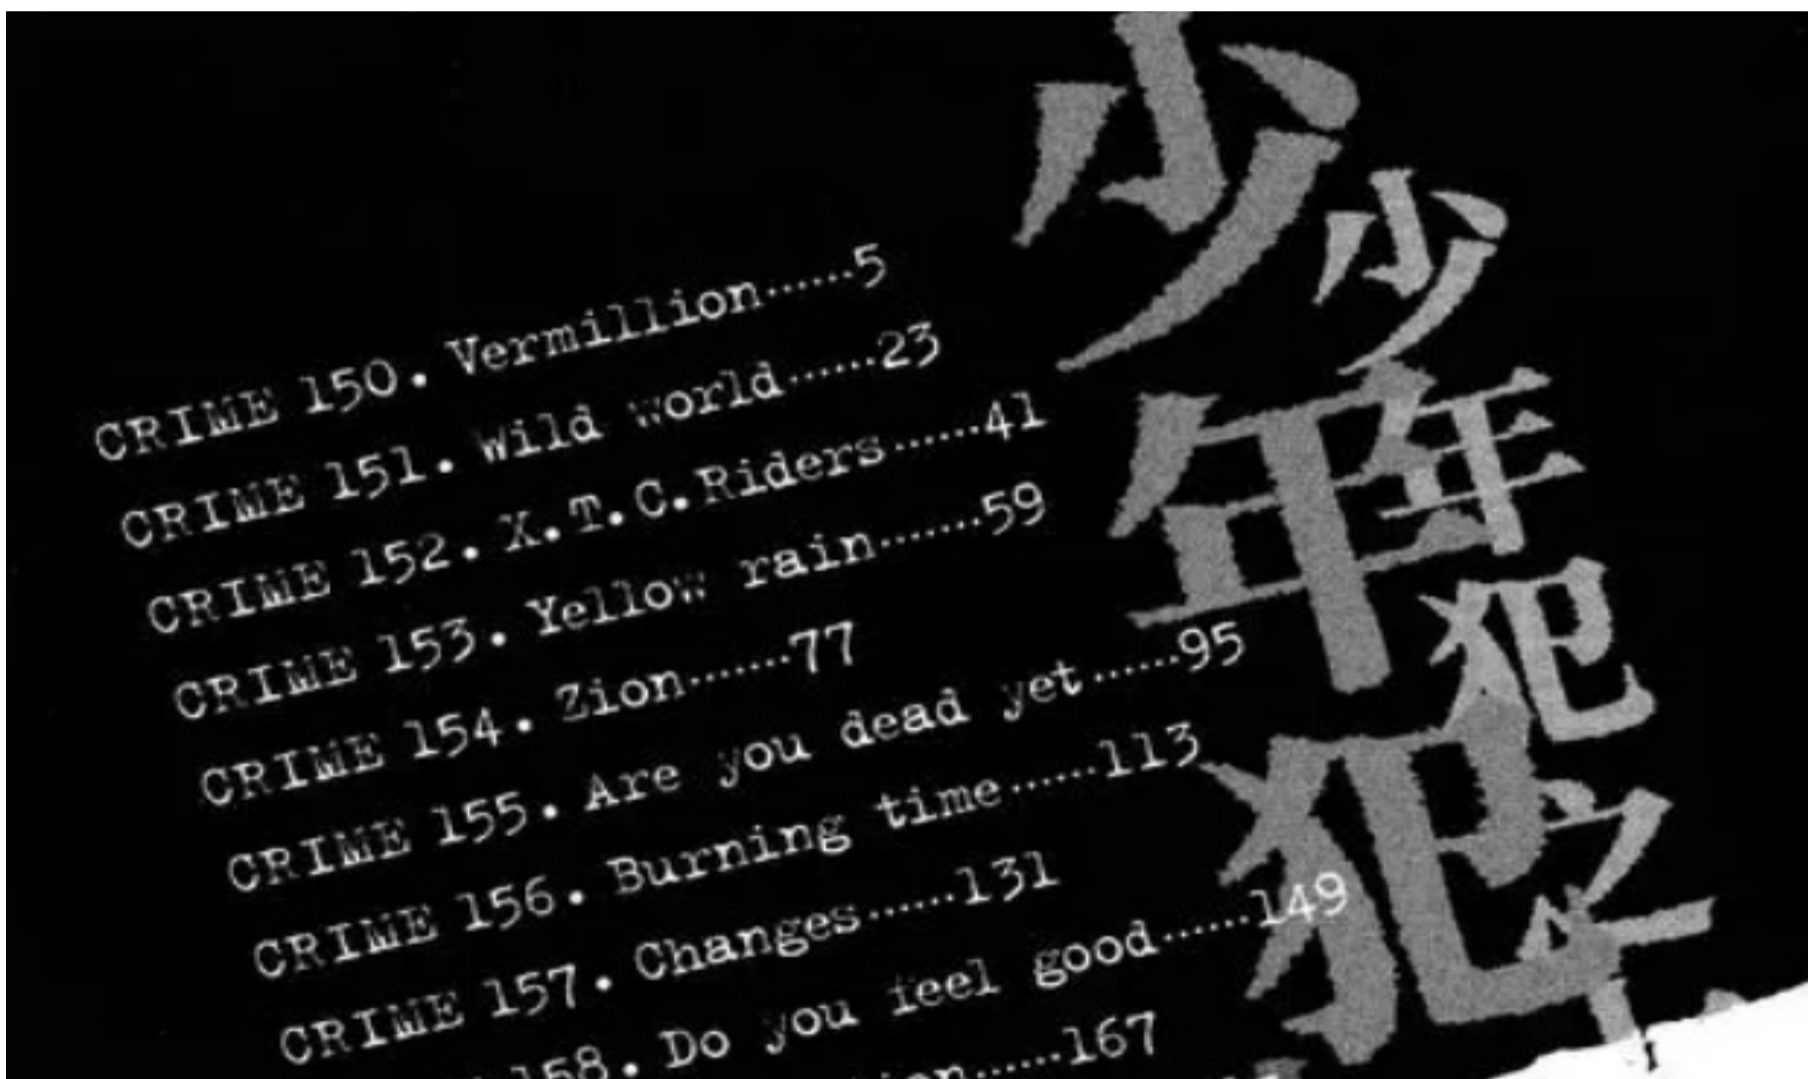 CRIME 150. Vermillion……5
CRIME 151. Wild world……23
CRIME 152. X.T.C.Riders……41
CRIME 153. Yellow rain……59
CRIME 154. Zion……77
CRIME 155. Are you dead yet……95
CRIME 156. Burning time……113
CRIME 157. Changes……131
158. Do you feel good……149
……167
少年犯
少年犯